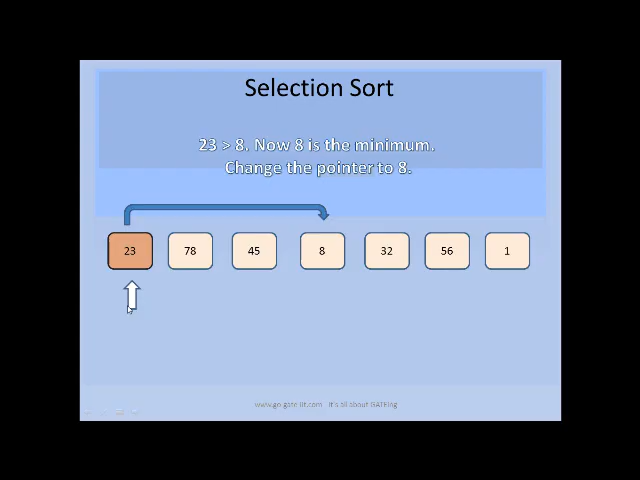 Selection Sort
23 > 8. Now 8 is the minimum.
Change the pointer to 8.
23 78 45 8 32 56 1
www.go-gate-iit.com - it's all about GATEing